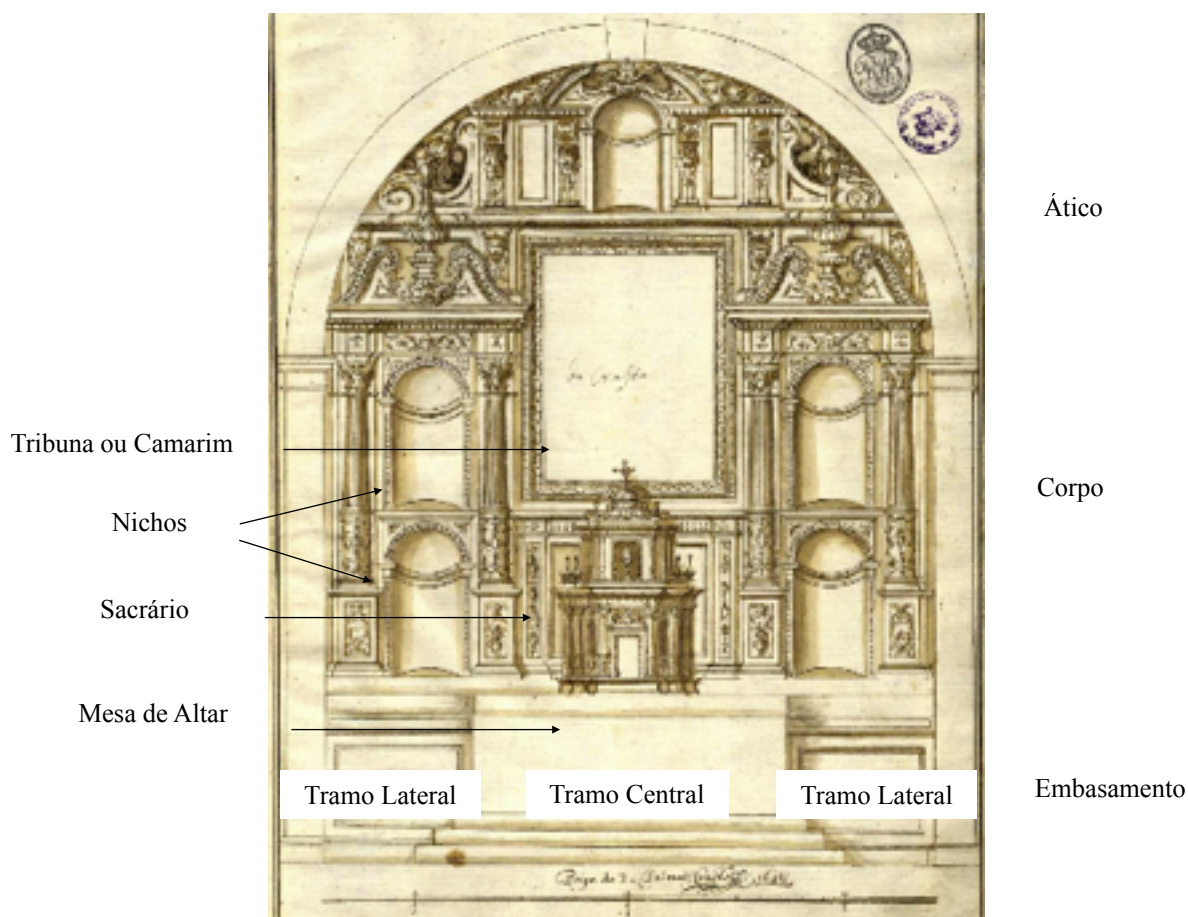 Ático
Tribuna ou Camarim
Corpo
Nichos
Sacrário
Mesa de Altar
Tramo Lateral
Tramo Central
Tramo Lateral
Embasamento